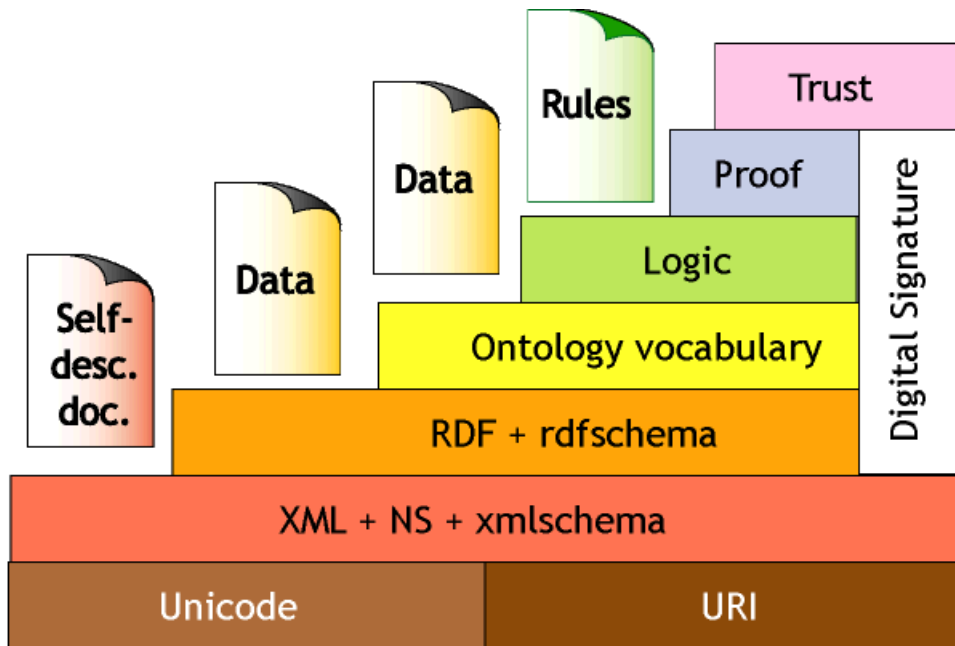 Rules
Trust
Data
Proof
Data
Logic
Self-
desc.
doc.
Ontology vocabulary
Digital Signature
RDF + rdfschema
XML + NS + xmlschema
Unicode
URI